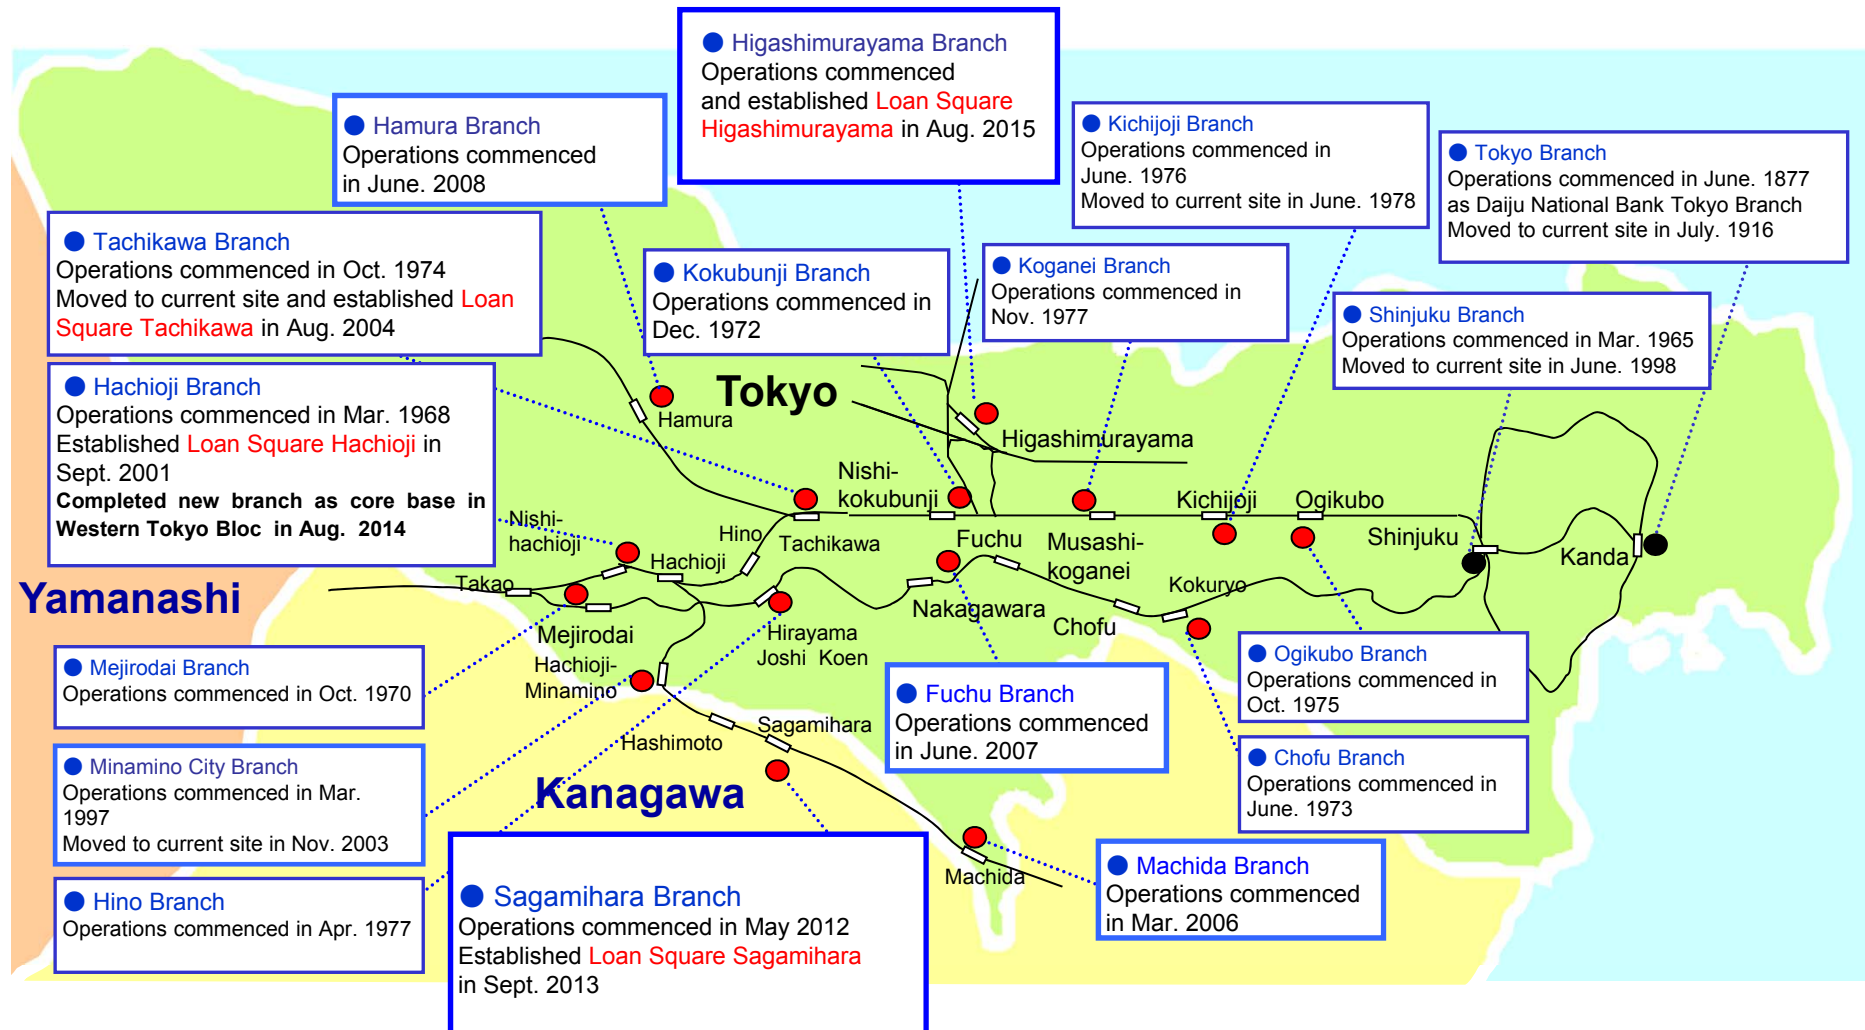 ● Higashimurayama Branch
Operations commenced
and established Loan Square
Higashimurayama in Aug. 2015
● Hamura Branch
Operations commenced
in June. 2008
● Kichijoji Branch
Operations commenced in
June. 1976
Moved to current site in June. 1978
● Tokyo Branch
Operations commenced in June. 1877
as Daiju National Bank Tokyo Branch
Moved to current site in July. 1916
● Tachikawa Branch
Operations commenced in Oct. 1974
Moved to current site and established Loan
Square Tachikawa in Aug. 2004
● Kokubunji Branch
Operations commenced in
Dec. 1972
● Koganei Branch
Operations commenced in
Nov. 1977
● Shinjuku Branch
Operations commenced in Mar. 1965
Moved to current site in June. 1998
● Hachioji Branch
Operations commenced in Mar. 1968
Established Loan Square Hachioji in
Sept. 2001
Completed new branch as core base in
Western Tokyo Bloc in Aug. 2014
Tokyo
Hamura
Higashimurayama
Nishi-
kokubunji
Kichijoji
Ogikubo
Nishi-
hachioji
Hino
Tachikawa
Fuchu
Musashi-
koganei
Shinjuku
Kanda
Hachioji
Takao
Kokuryo
Yamanashi
Nakagawara
Chofu
Mejirodai
Hirayama
Joshi Koen
Hachioji-
Minamino
● Mejirodai Branch
Operations commenced in Oct. 1970
● Ogikubo Branch
Operations commenced in
Oct. 1975
● Fuchu Branch
Operations commenced
in June. 2007
Sagamihara
Hashimoto
Kanagawa
● Minamino City Branch
Operations commenced in Mar.
1997
Moved to current site in Nov. 2003
● Chofu Branch
Operations commenced in
June. 1973
Machida
● Machida Branch
Operations commenced
in Mar. 2006
● Hino Branch
Operations commenced in Apr. 1977
● Sagamihara Branch
Operations commenced in May 2012
Established Loan Square Sagamihara
in Sept. 2013